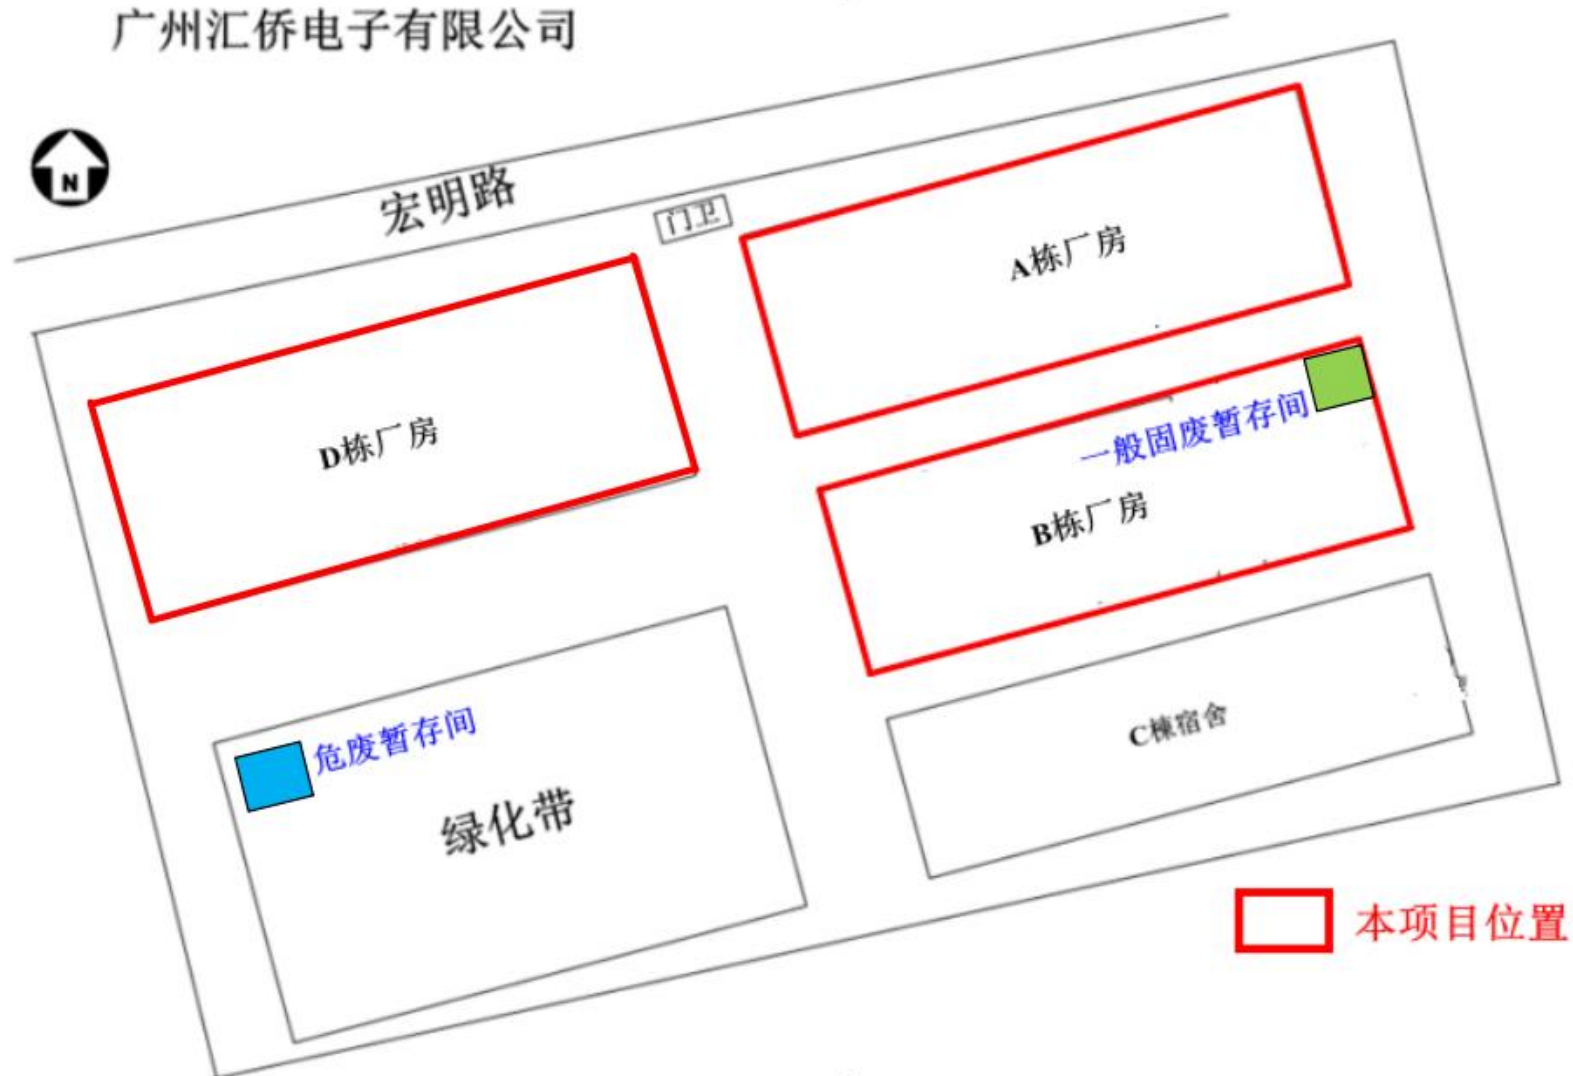 广州汇侨电子有限公司
N
宏明路
门卫
A栋厂房
D栋厂房
一般固废暂存间
B栋厂房
危废暂存间
C棟宿舍
绿化带
本项目位置